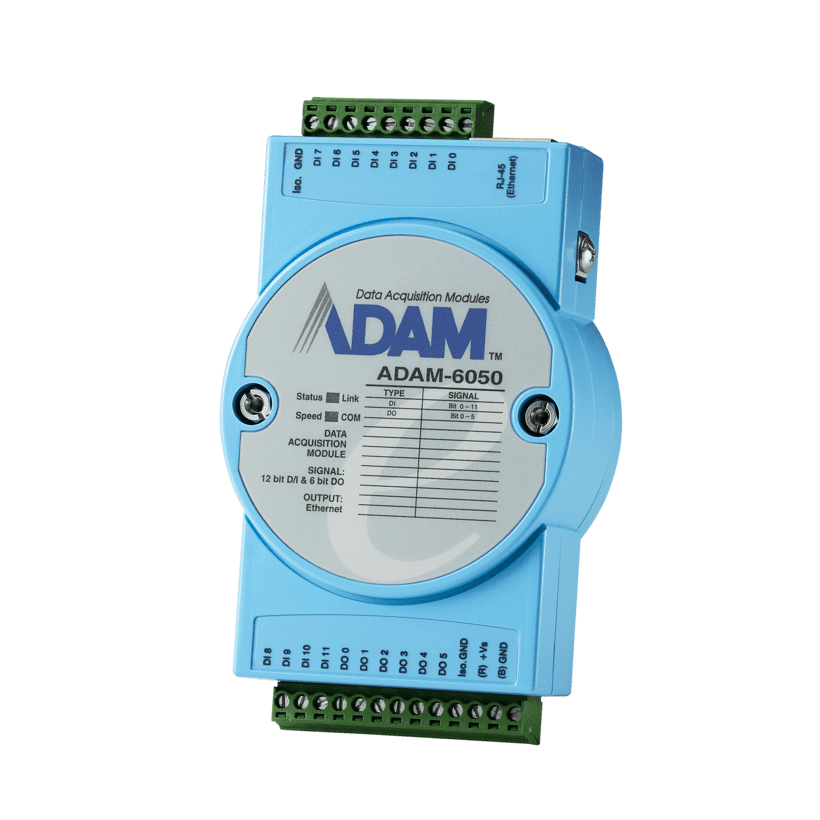 Iso. GND
DI 7
DI 6
DI 5
DI 4
DI 3
DI 2
DI 1
DI 0
RJ-45
(Ethernet)
Data Acquisition Modules
ADAM™
ADAM-6050
Status Link
Speed COM
TYPE SIGNAL
DI Bit 0 – 11
DO Bit 0 – 5
DATA
ACQUISITION
MODULE
SIGNAL:
12 bit D/I & 6 bit DO
OUTPUT:
Ethernet
DI 8
DI 9
DI 10
DI 11
DO 0
DO 1
DO 2
DO 3
DO 4
DO 5
Iso.GND
(R) +Vs
(B) GND